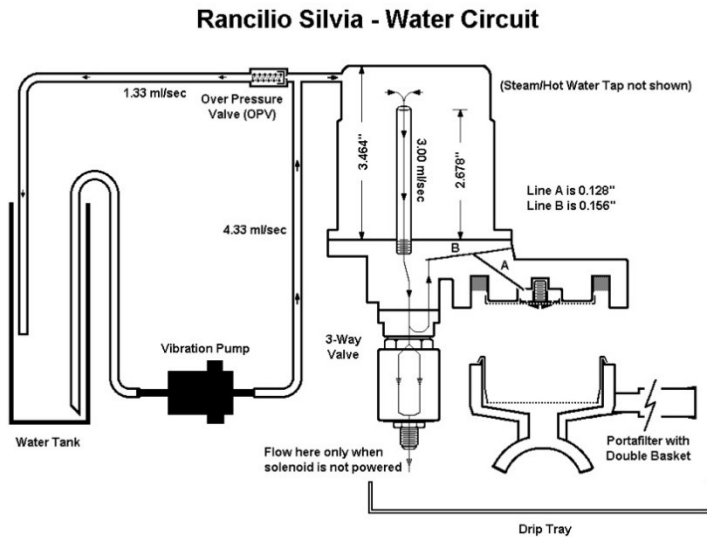 Rancilio Silvia - Water Circuit
1.33 ml/sec
Over Pressure
Valve (OPV)
(Steam/Hot Water Tap not shown)
3.464"
3.00 ml/sec
2.678"
Line A is 0.128"
Line B is 0.156"
4.33 ml/sec
B
A
Vibration Pump
3-Way
Valve
Water Tank
Flow here only when
solenoid is not powered
Portafilter with
Double Basket
Drip Tray